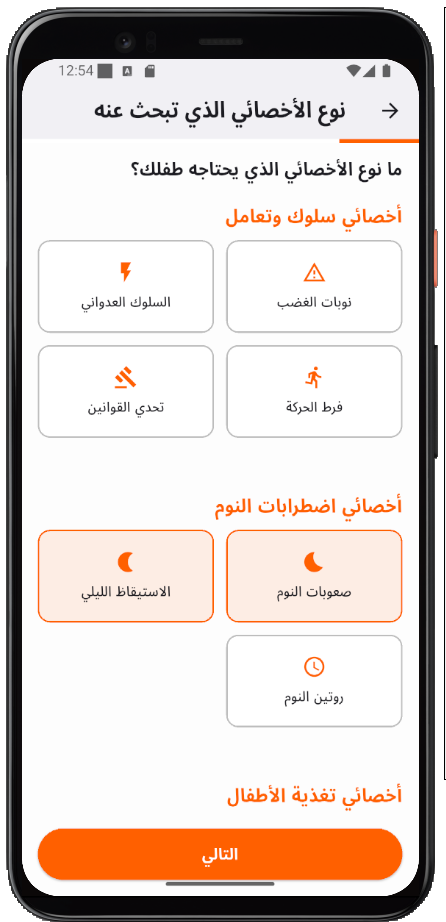 12:54
نوع الأخصائي الذي تبحث عنه
ما نوع الأخصائي الذي يحتاجه طفلك؟
أخصائي سلوك وتعامل
نوبات الغضب
السلوك العدواني
فرط الحركة
تحدي القوانين
أخصائي اضطرابات النوم
صعوبات النوم
الاستيقاظ الليلي
روتين النوم
أخصائي تغذية الأطفال
التالي